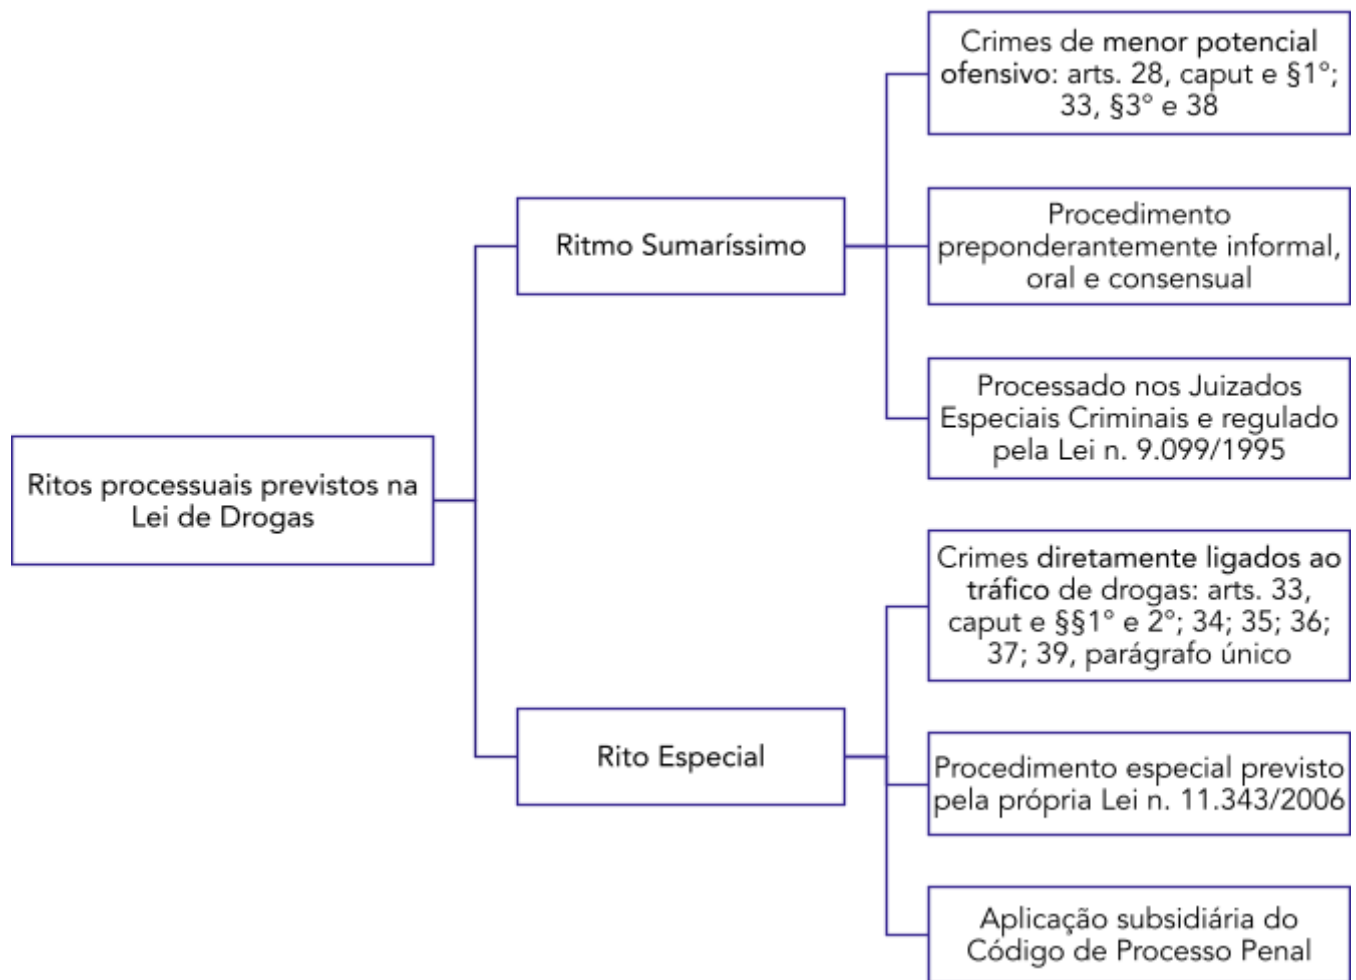 Ritos processuais previstos na
Lei de Drogas
Ritmo Sumaríssimo
Crimes de menor potencial
ofensivo: arts. 28, caput e §1º;
33, §3º e 38
Procedimento
preponderantemente informal,
oral e consensual
Processado nos Juizados
Especiais Criminais e regulado
pela Lei n. 9.099/1995
Rito Especial
Crimes diretamente ligados ao
tráfico de drogas: arts. 33,
caput e §§1º e 2º; 34; 35; 36;
37; 39, parágrafo único
Procedimento especial previsto
pela própria Lei n. 11.343/2006
Aplicação subsidiária do
Código de Processo Penal